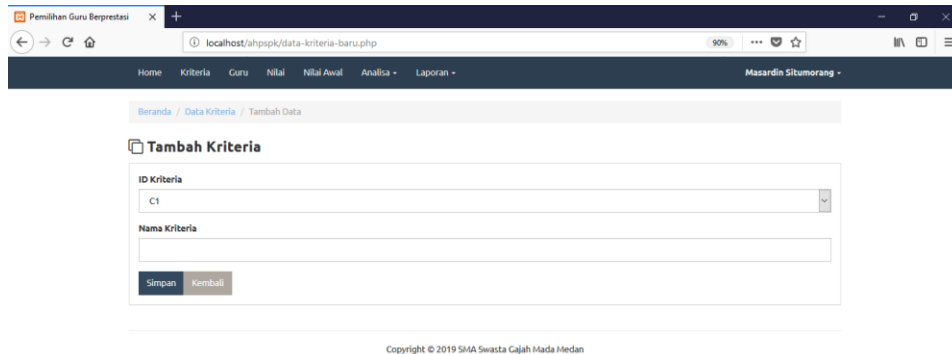 Pemilihan Guru Berprestasi
localhost/ahpspk/data-kriteria-baru.php 90%
Home Kriteria Guru Nilai Nilai Awal Analisa Laporan Masardin Situmorang
Beranda / Data Kriteria / Tambah Data
Tambah Kriteria
ID Kriteria
C1
Nama Kriteria
Simpan Kembali
Copyright © 2019 SMA Swasta Gajah Mada Medan